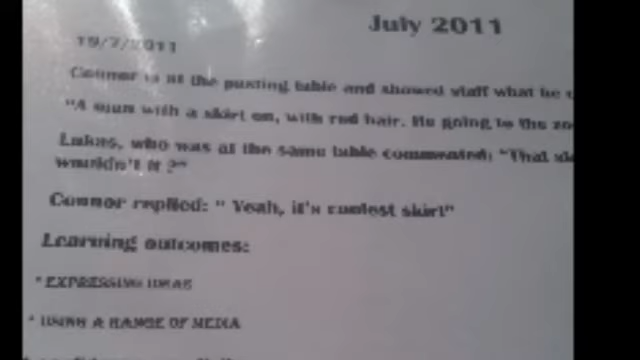 July 2011
19/7/2011
Connor is at the pasting table and showed staff what he
"A man with a skirt on, with red hair. Its going to the
Lukas, who was at the same table commented: "That
wouldn't it?"
Connor replied: " Yeah, it's coolest skirt"
Learning outcomes:
* EXPRESSING IDEAS
* USING A RANGE OF MEDIA